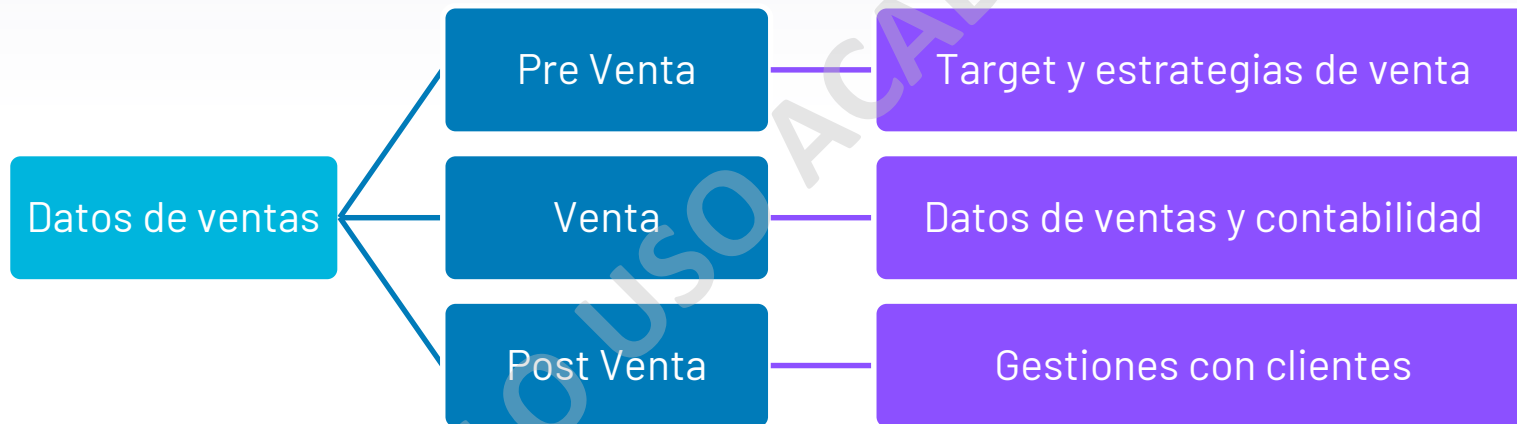 Pre Venta
Target y estrategias de venta
Datos de ventas
Venta
Datos de ventas y contabilidad
Post Venta
Gestiones con clientes
USO